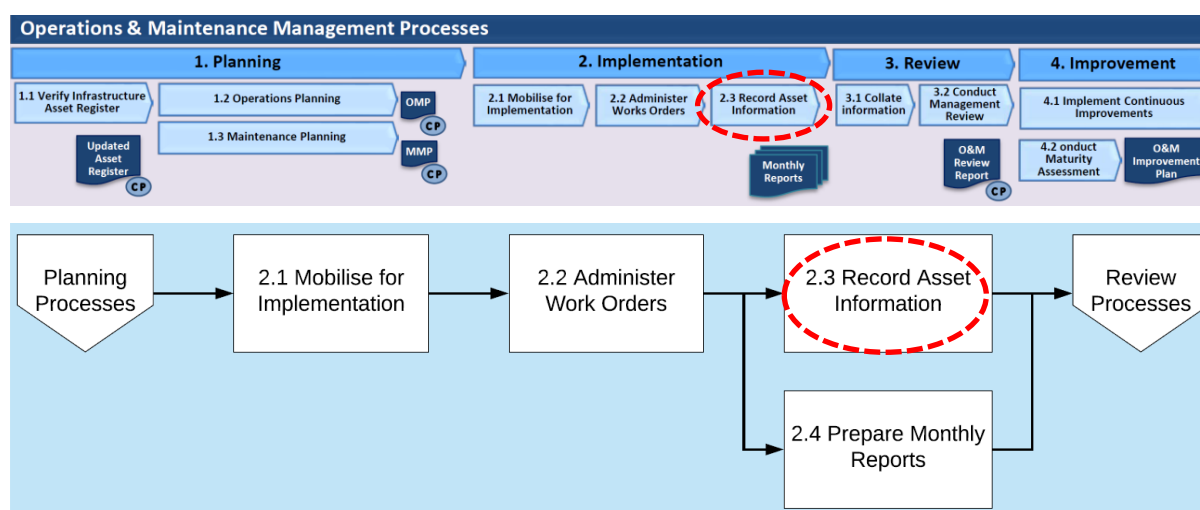 Operations & Maintenance Management Processes
1. Planning
2. Implementation
3. Review
4. Improvement
1.1 Verify Infrastructure
Asset Register
1.2 Operations Planning
OMP
CP
1.3 Maintenance Planning
MMP
CP
Updated
Asset
Register
CP
2.1 Mobilise for
Implementation
2.2 Administer
Works Orders
2.3 Record Asset
Information
Monthly
Reports
3.1 Collate
information
3.2 Conduct
Management
Review
O&M
Review
Report
CP
4.1 Implement Continuous
Improvements
4.2 onduct
Maturity
Assessment
O&M
Improvement
Plan
Planning
Processes
2.1 Mobilise for
Implementation
2.2 Administer
Work Orders
2.3 Record Asset
Information
Review
Processes
2.4 Prepare Monthly
Reports